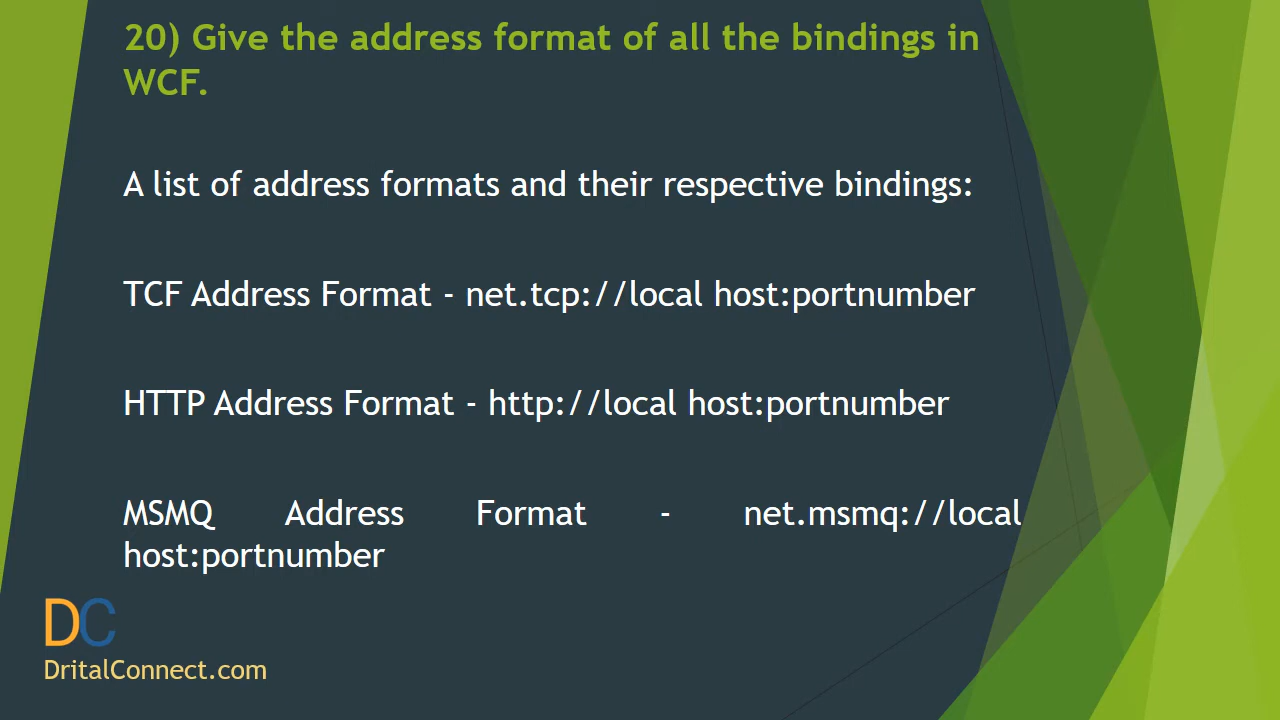 20) Give the address format of all the bindings in
WCF.
A list of address formats and their respective bindings:
TCF Address Format - net.tcp://local host:portnumber
HTTP Address Format - http://local host:portnumber
MSMQ Address Format - net.msmq://local
host:portnumber
DC
DritalConnect.com